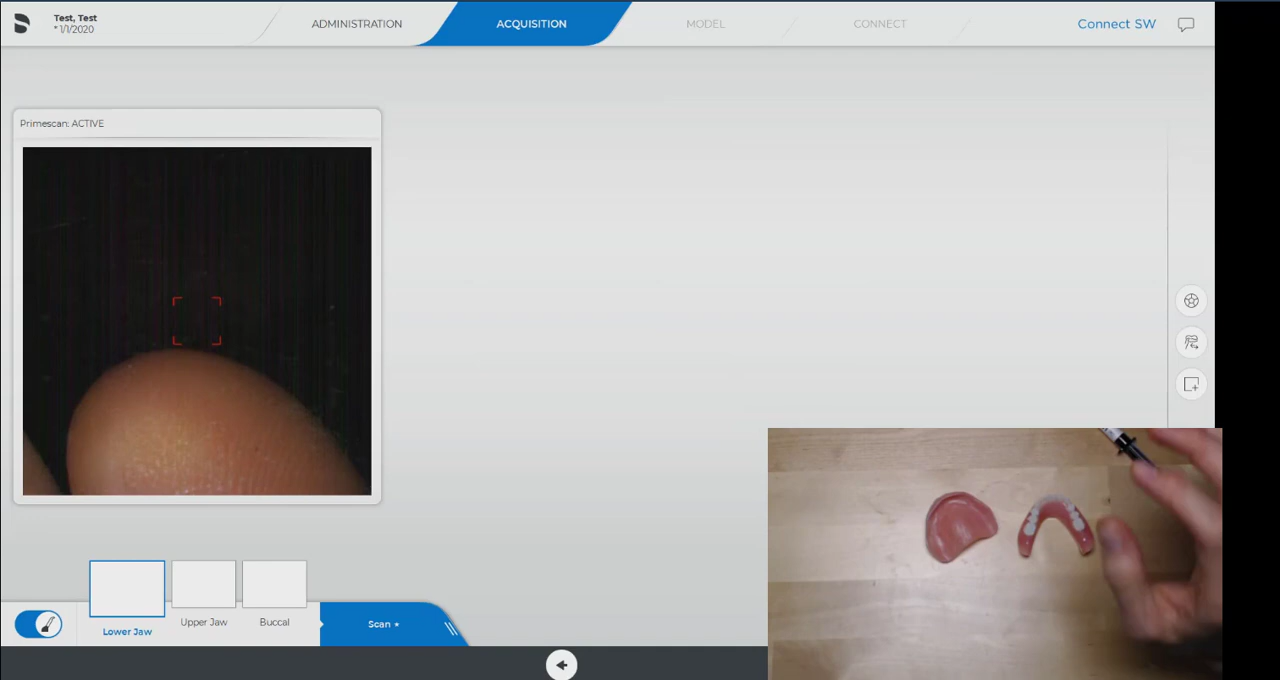 Test, Test
* 1/1/2020
ADMINISTRATION
ACQUISITION
MODEL
CONNECT
Connect SW
Primescan: ACTIVE
Lower Jaw
Upper Jaw
Buccal
Scan